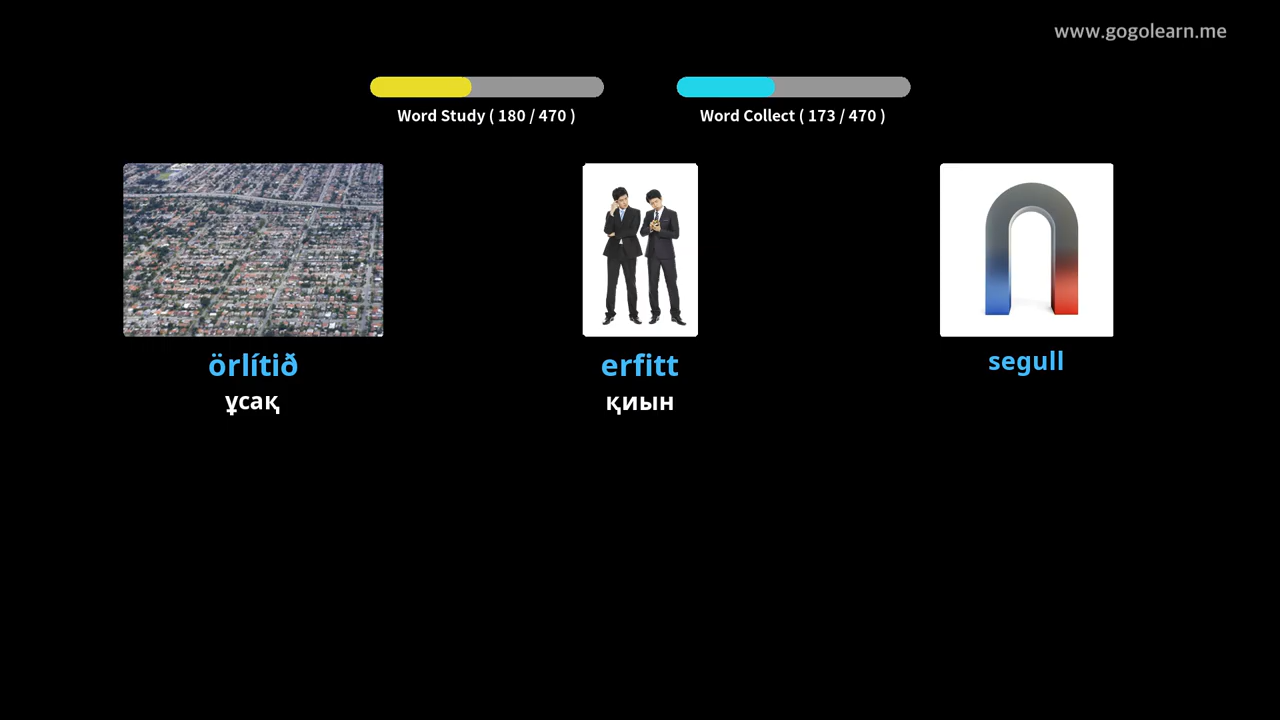 www.gogolearn.me
Word Study ( 180 / 470 )
Word Collect ( 173 / 470 )
örlítið
erfitt
segull
ұсақ
қиын